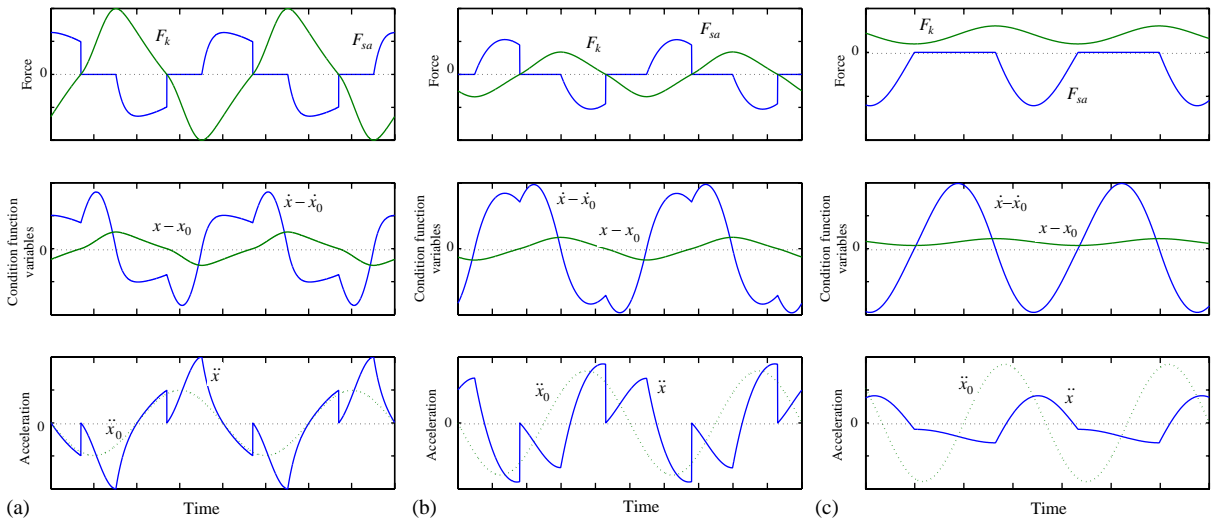 F_k
F_sa
0
Force
F_k
F_sa
0
Force
F_k
0
F_sa
Force
ẋ – ẋ_0
x – x_0
0
Condition function
variables
ẋ – ẋ_0
x – x_0
0
Condition function
variables
ẋ–ẋ_0
x – x_0
0
Condition function
variables
ẍ
0
ẍ_0
Acceleration
ẍ_0
ẍ
0
Acceleration
ẍ_0
ẍ
0
Acceleration
(a)
Time
(b)
Time
(c)
Time